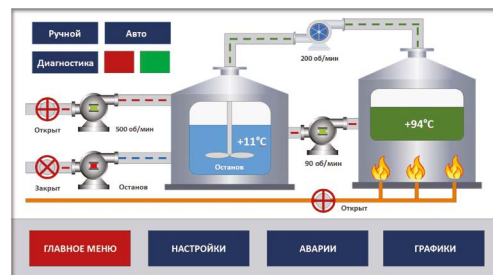 Ручной
Авто
Диагностика
200 об/мин
Открыт
500 об/мин
+11°C
Останов
90 об/мин
+94°C
Закрыт
Останов
Открыт
ГЛАВНОЕ МЕНЮ
НАСТРОЙКИ
АВАРИИ
ГРАФИКИ